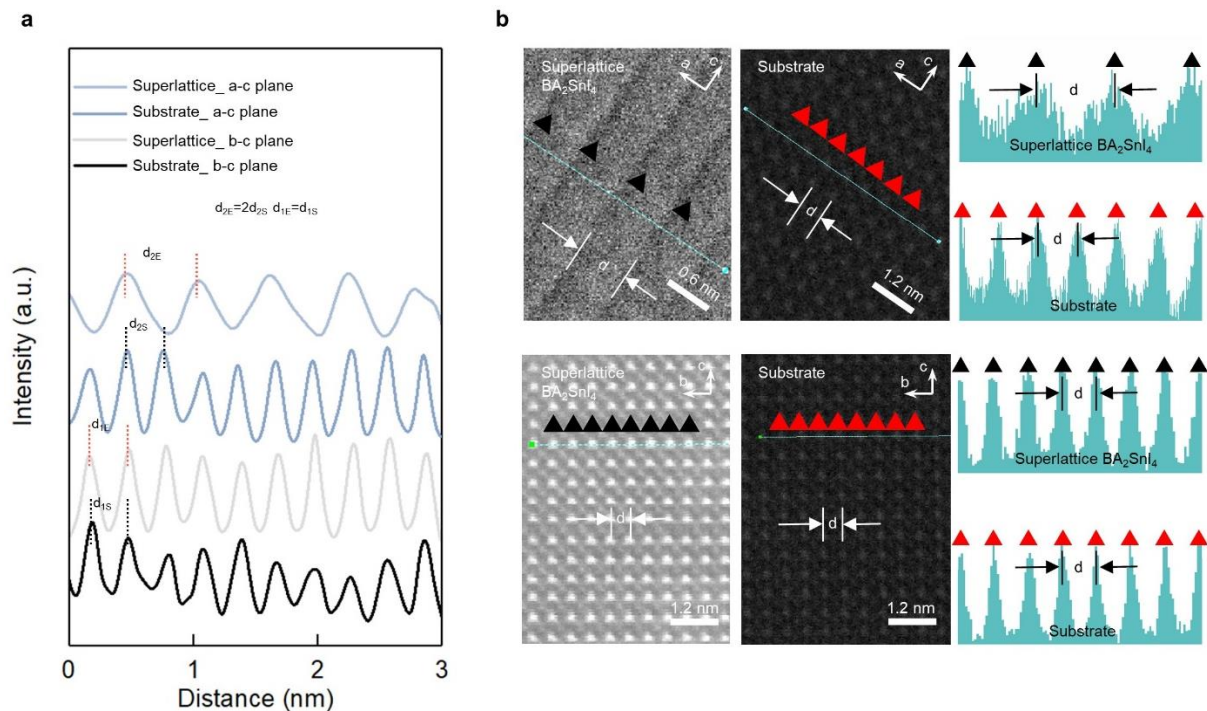 a
Superlattice_ a-c plane
Substrate_ a-c plane
Superlattice_ b-c plane
Substrate_ b-c plane
d2E=2d2S d1E=d1S
d2E
d2S
d1E
d1S
Intensity (a.u.)
0 1 2 3
Distance (nm)
b
Superlattice
BA2SnI4
a c
d
0.6 nm
Substrate
a c
d
1.2 nm
d
Superlattice BA2SnI4
d
Substrate
Superlattice
BA2SnI4
c
b
d
1.2 nm
Substrate
c
b
d
1.2 nm
d
Superlattice BA2SnI4
d
Substrate